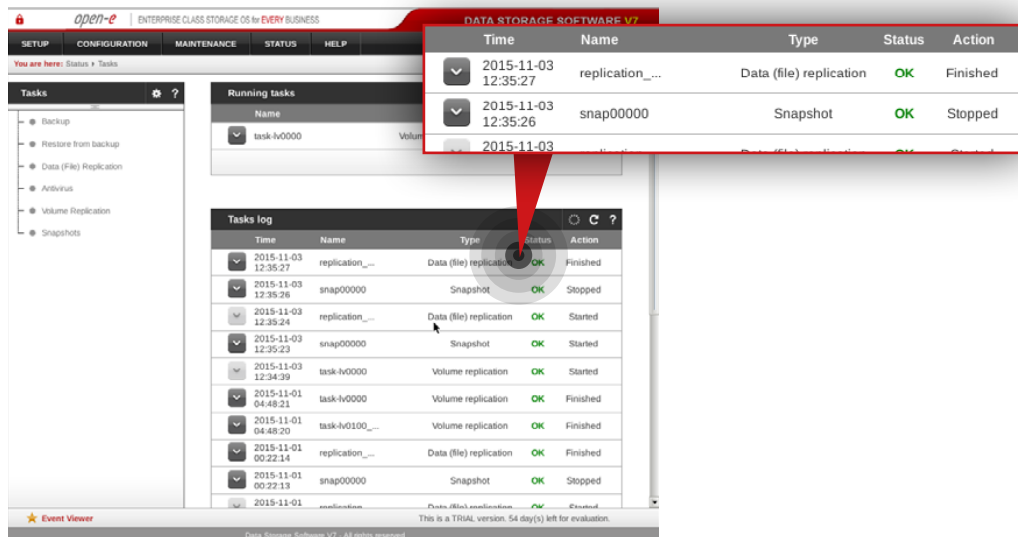 open-e ENTERPRISE CLASS STORAGE OS for EVERY BUSINESS
DATA STORAGE SOFTWARE V7
SETUP CONFIGURATION MAINTENANCE STATUS HELP
You are here: Status Tasks
Time Name Type Status Action
2015-11-03 12:35:27 replication_... Data (file) replication OK Finished
2015-11-03 12:35:26 snap00000 Snapshot OK Stopped
2015-11-03
Tasks ?
Backup
Restore from backup
Data (File) Replication
Antivirus
Volume Replication
Snapshots
Running tasks
Name
task-lv0000
Tasks log ?
Time Name Type Status Action
2015-11-03 12:35:27 replication_... Data (file) replication OK Finished
2015-11-03 12:35:26 snap00000 Snapshot OK Stopped
2015-11-03 12:35:24 replication_... Data (file) replication OK Started
2015-11-03 12:35:23 snap00000 Snapshot OK Started
2015-11-03 12:34:39 task-lv0000 Volume replication OK Started
2015-11-01 04:48:21 task-lv0000 Volume replication OK Finished
2015-11-01 04:48:20 task-lv0100_... Volume replication OK Finished
2015-11-01 00:22:14 replication_... Data (file) replication OK Finished
2015-11-01 00:22:13 snap00000 Snapshot OK Stopped
2015-11-01
Event Viewer
This is a TRIAL version. 54 day(s) left for evaluation.
Data Storage Software V7 - All rights reserved